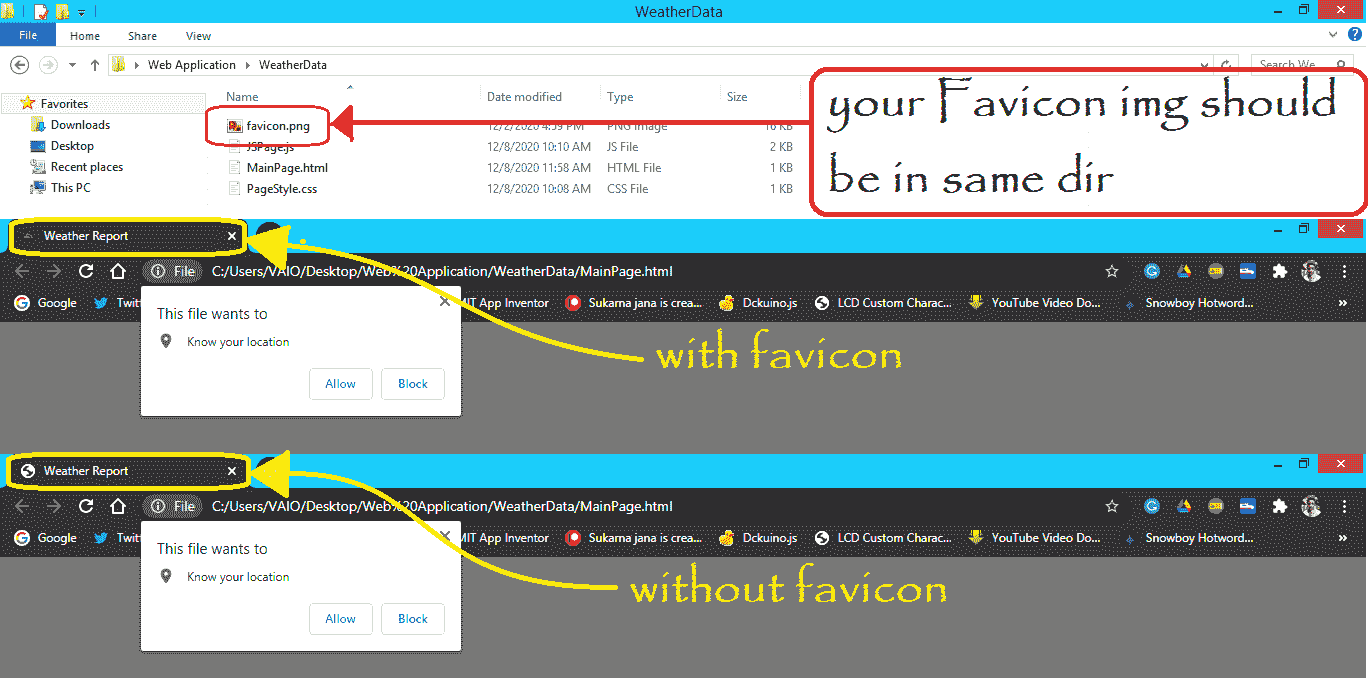 WeatherData
File Home Share View
Web Application WeatherData Search We
Name Date modified Type Size
your Favicon img should
be in same dir
Favorites
Downloads
Desktop
Recent places
This PC
favicon.png 12/2/2020 4:59 PM PNG image 16 KB
JSPage.js 12/8/2020 10:10 AM JS File 2 KB
MainPage.html 12/8/2020 11:58 AM HTML File 1 KB
PageStyle.css 12/8/2020 10:08 AM CSS File 1 KB
Weather Report
File C:/Users/VAIO/Desktop/Web%20Application/WeatherData/MainPage.html
Google Twitt MIT App Inventor Sukama jana is crea... Dckuino.js LCD Custom Charac... YouTube Video Do... Snowboy Hotword... »
This file wants to
Know your location
Allow Block
with favicon
Weather Report
File C:/Users/VAIO/Desktop/Web%20Application/WeatherData/MainPage.html
Google Twitt MIT App Inventor Sukama jana is crea... Dckuino.js LCD Custom Charac... YouTube Video Do... Snowboy Hotword... »
This file wants to
Know your location
Allow Block
without favicon